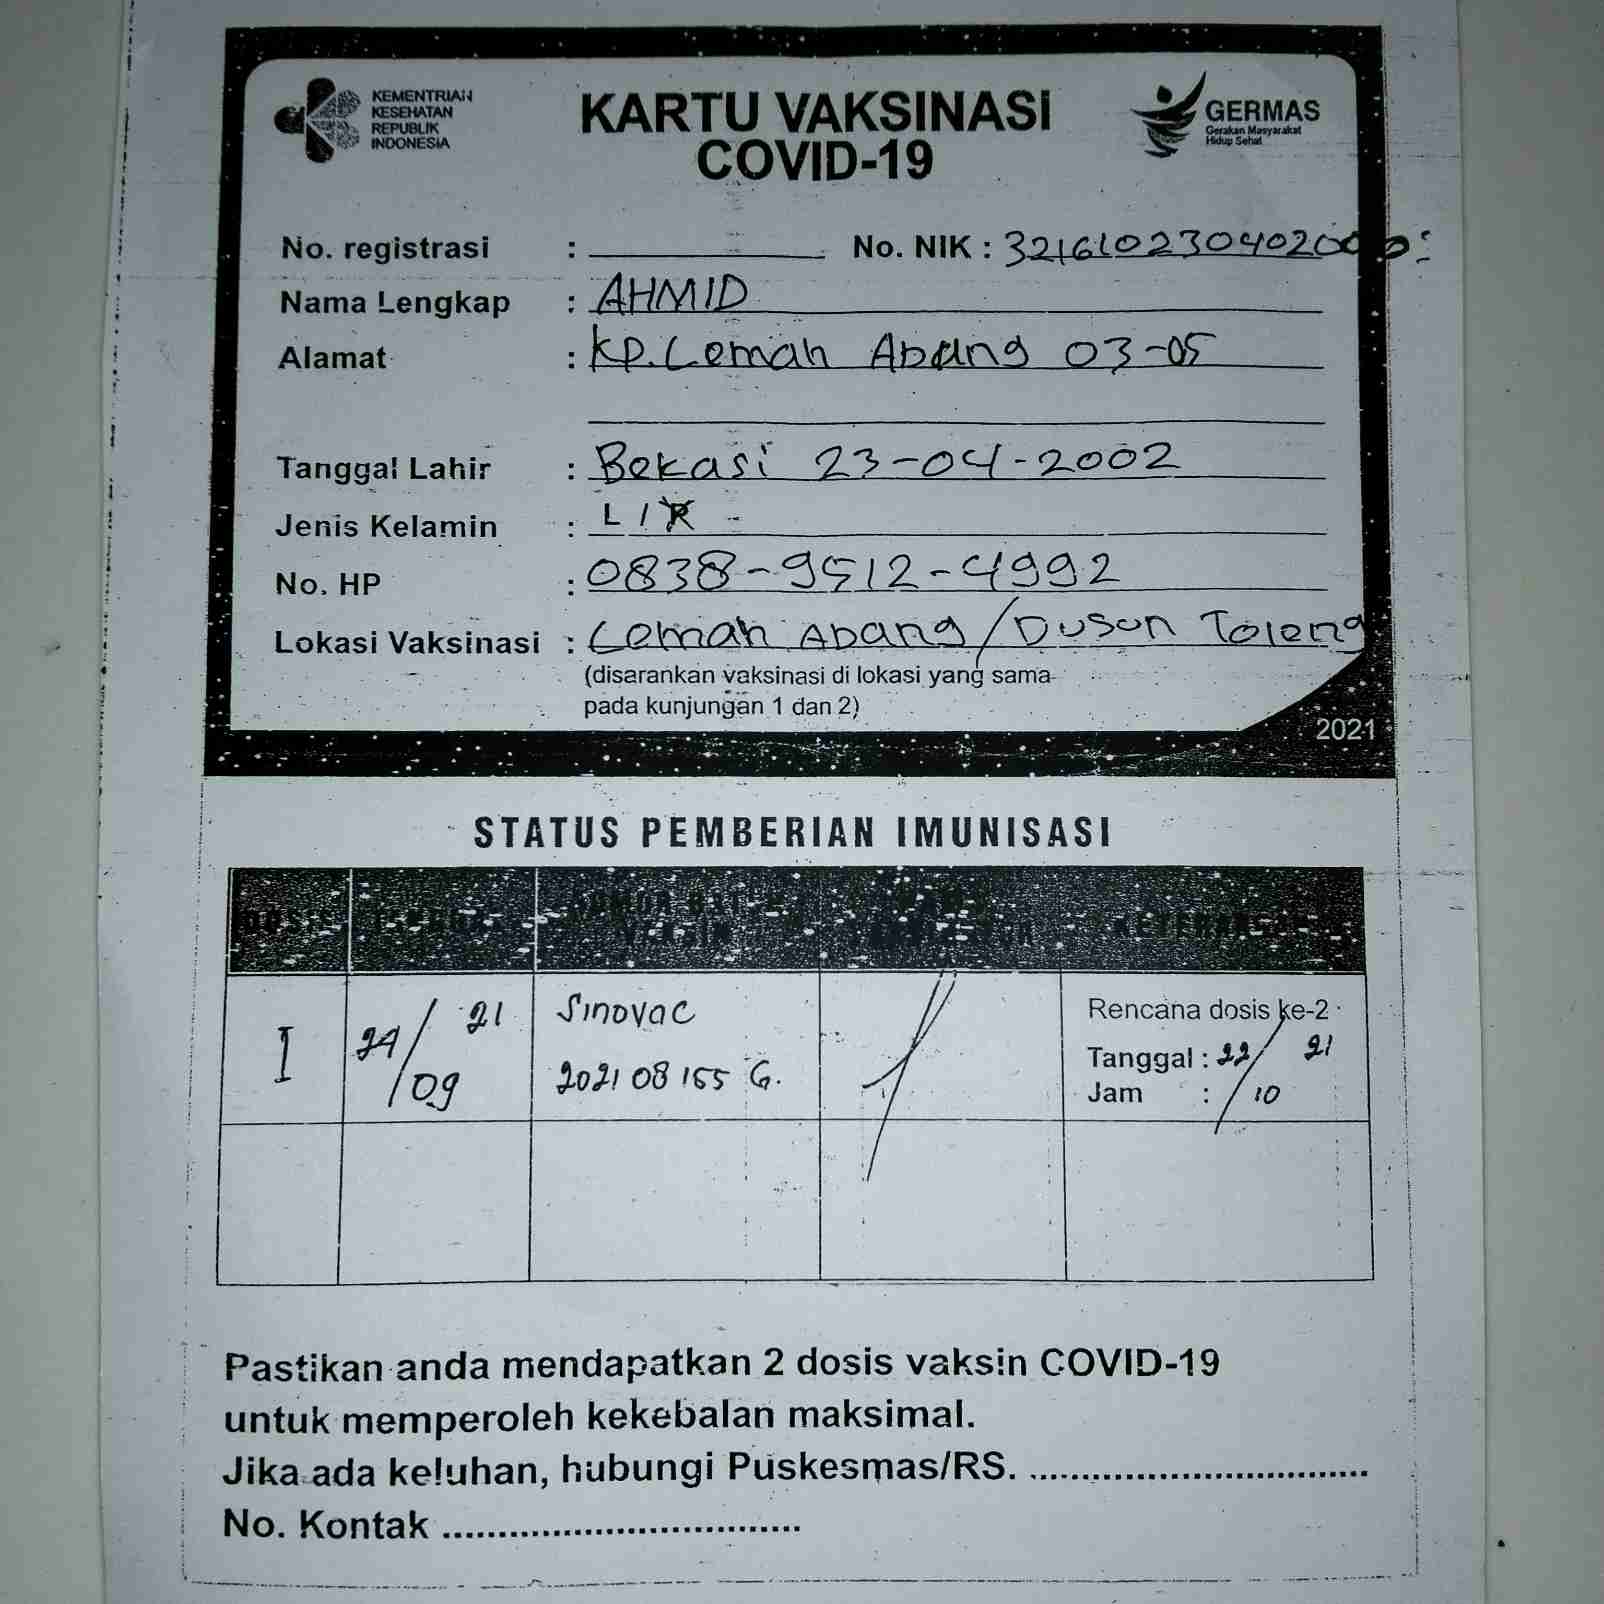 KEMENTRIAN
KESEHATAN
REPUBLIK
INDONESIA
KARTU VAKSINASI
COVID-19
GERMAS
Gerakan Masyarakat
Hidup Sehat
No. registrasi : No. NIK :
Nama Lengkap : AHMID
Alamat : KP. Lemah Abang 03-05
Tanggal Lahir : Bekasi 23-04-2002
Jenis Kelamin : L / P
No. HP : 0838-9512-4992
Lokasi Vaksinasi : Lemah Abang / Dusun Toleng
(disarankan vaksinasi di lokasi yang sama
pada kunjungan 1 dan 2)
2021
STATUS PEMBERIAN IMUNISASI
I
24/09 21
Sinovac
202108155 G.
Rencana dosis ke-2
Tanggal : 22/10 21
Jam :
Pastikan anda mendapatkan 2 dosis vaksin COVID-19
untuk memperoleh kekebalan maksimal.
Jika ada keluhan, hubungi Puskesmas/RS. ................................
No. Kontak ................................